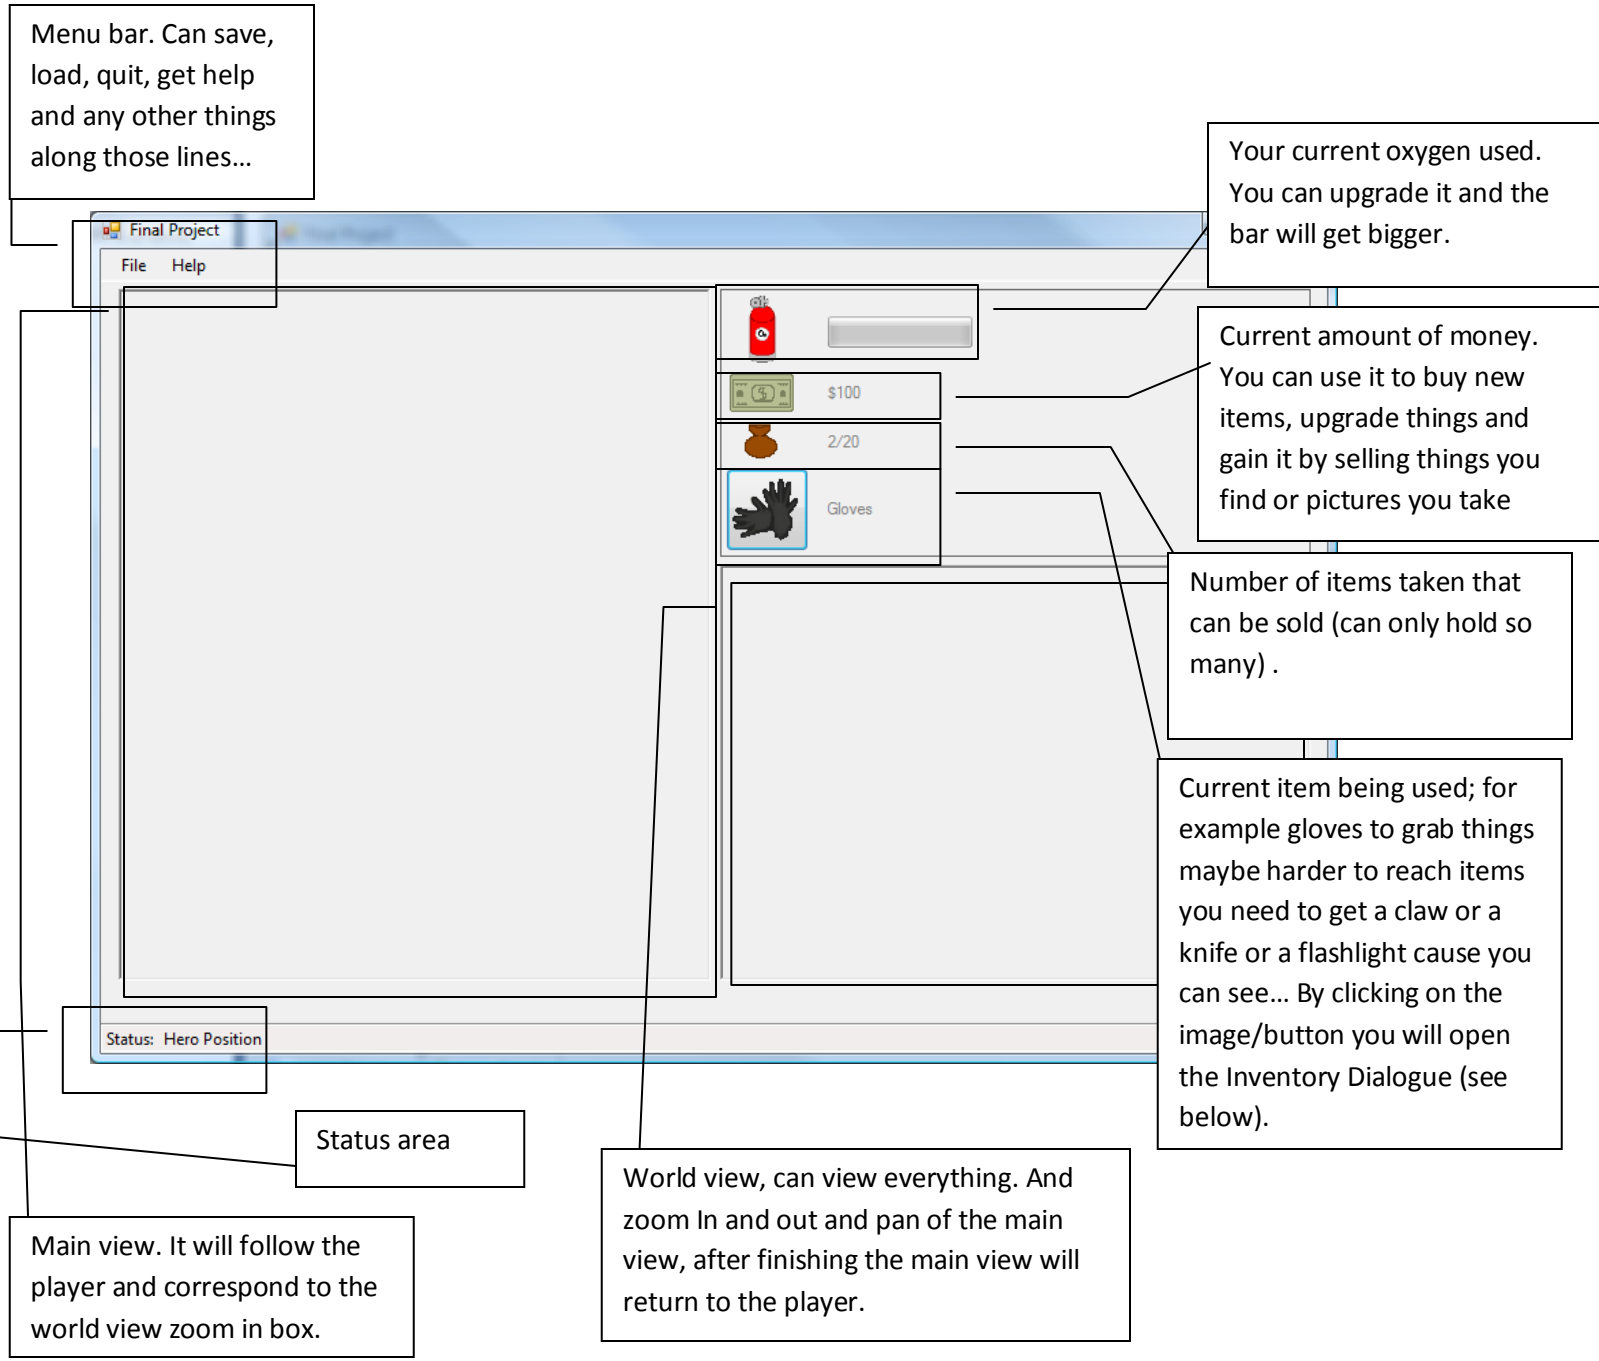 Menu bar. Can save,
load, quit, get help
and any other things
along those lines…
Your current oxygen used.
You can upgrade it and the
bar will get bigger.
Final Project
File Help
Current amount of money.
You can use it to buy new
items, upgrade things and
gain it by selling things you
find or pictures you take
$100
2/20
Gloves
Number of items taken that
can be sold (can only hold so
many) .
Current item being used; for
example gloves to grab things
maybe harder to reach items
you need to get a claw or a
knife or a flashlight cause you
can see… By clicking on the
image/button you will open
the Inventory Dialogue (see
below).
Status: Hero Position
Status area
World view, can view everything. And
zoom In and out and pan of the main
view, after finishing the main view will
return to the player.
Main view. It will follow the
player and correspond to the
world view zoom in box.